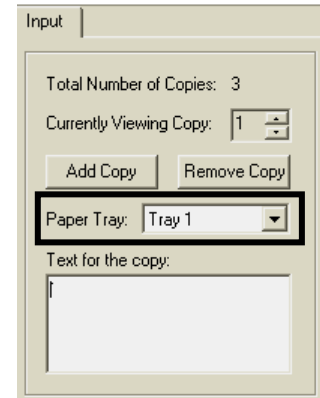 Input
Total Number of Copies: 3
Currently Viewing Copy: 1
Add Copy Remove Copy
Paper Tray: Tray 1
Text for the copy: